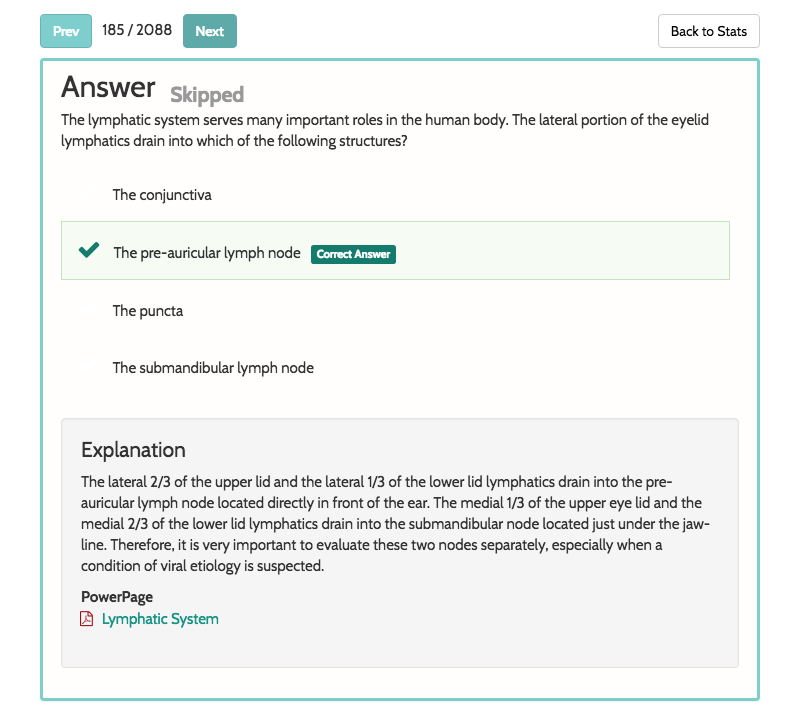 Prev 185 / 2088 Next Back to Stats
Answer Skipped
The lymphatic system serves many important roles in the human body. The lateral portion of the eyelid
lymphatics drain into which of the following structures?
The conjunctiva
The pre-auricular lymph node Correct Answer
The puncta
The submandibular lymph node
Explanation
The lateral 2/3 of the upper lid and the lateral 1/3 of the lower lid lymphatics drain into the pre-
auricular lymph node located directly in front of the ear. The medial 1/3 of the upper eye lid and the
medial 2/3 of the lower lid lymphatics drain into the submandibular node located just under the jaw-
line. Therefore, it is very important to evaluate these two nodes separately, especially when a
condition of viral etiology is suspected.
PowerPage
Lymphatic System